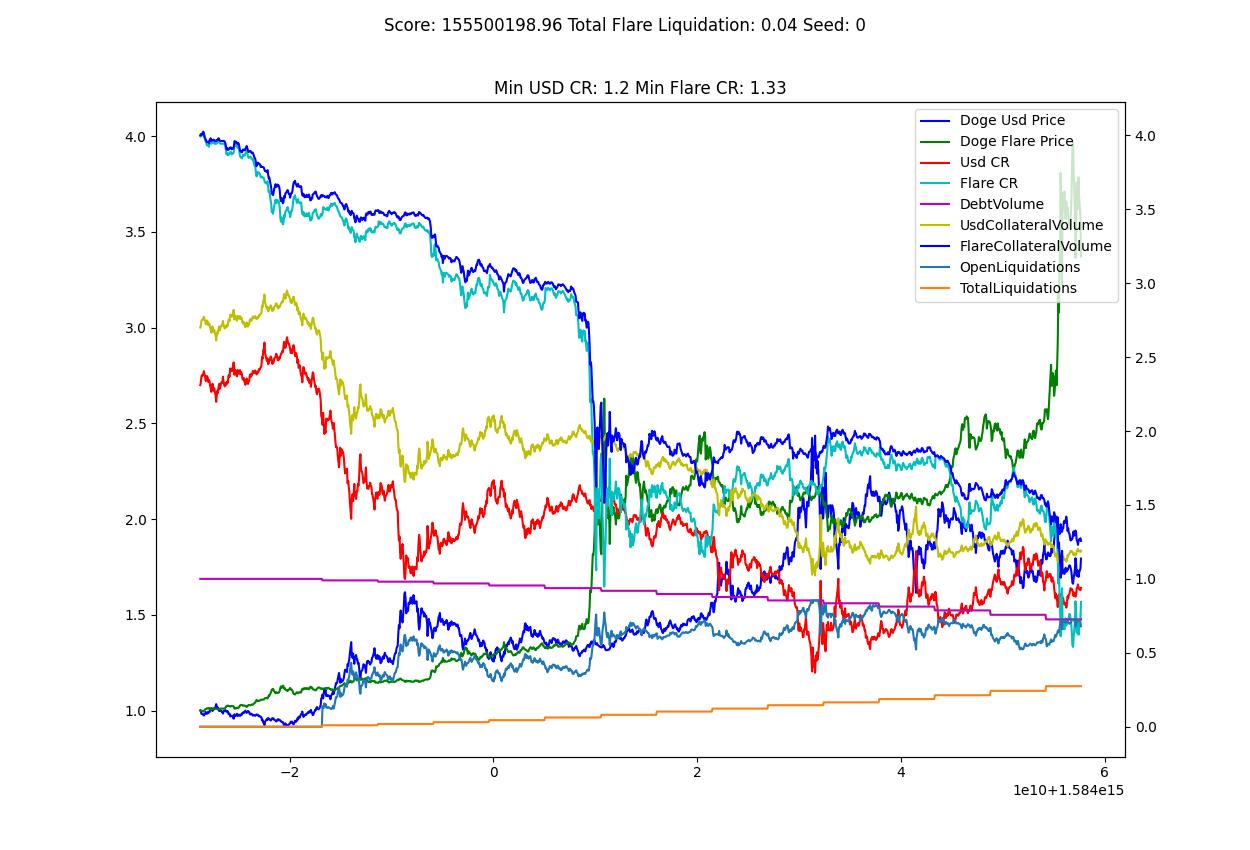 Score: 155500198.96 Total Flare Liquidation: 0.04 Seed: 0
Min USD CR: 1.2 Min Flare CR: 1.33
Doge Usd Price
Doge Flare Price
Usd CR
Flare CR
DebtVolume
UsdCollateralVolume
FlareCollateralVolume
OpenLiquidations
TotalLiquidations
4.0
3.5
3.0
2.5
2.0
1.5
1.0
4.0
3.5
3.0
2.5
2.0
1.5
1.0
0.5
0.0
−2
0
2
4
6
1e10+1.584e15